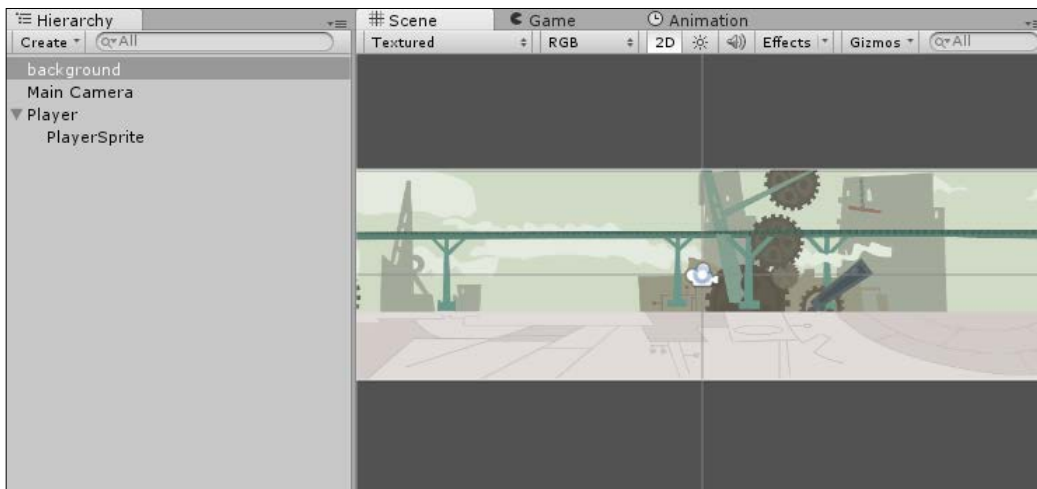 Hierarchy
Create All
background
Main Camera
Player
PlayerSprite
Scene Game Animation
Textured RGB 2D Effects Gizmos All